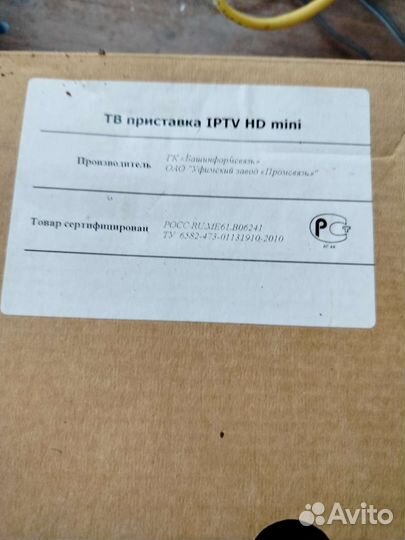 ТВ приставка IPTV HD mini
Производитель
ГК «Башинформсвязь»
ОАО "Уфимский завод «Промсвязь»"
Товар сертифицирован
РОСС RU.МЕ61.В06241
ТУ 6582-473-01131910-2010
РСТ
Avito